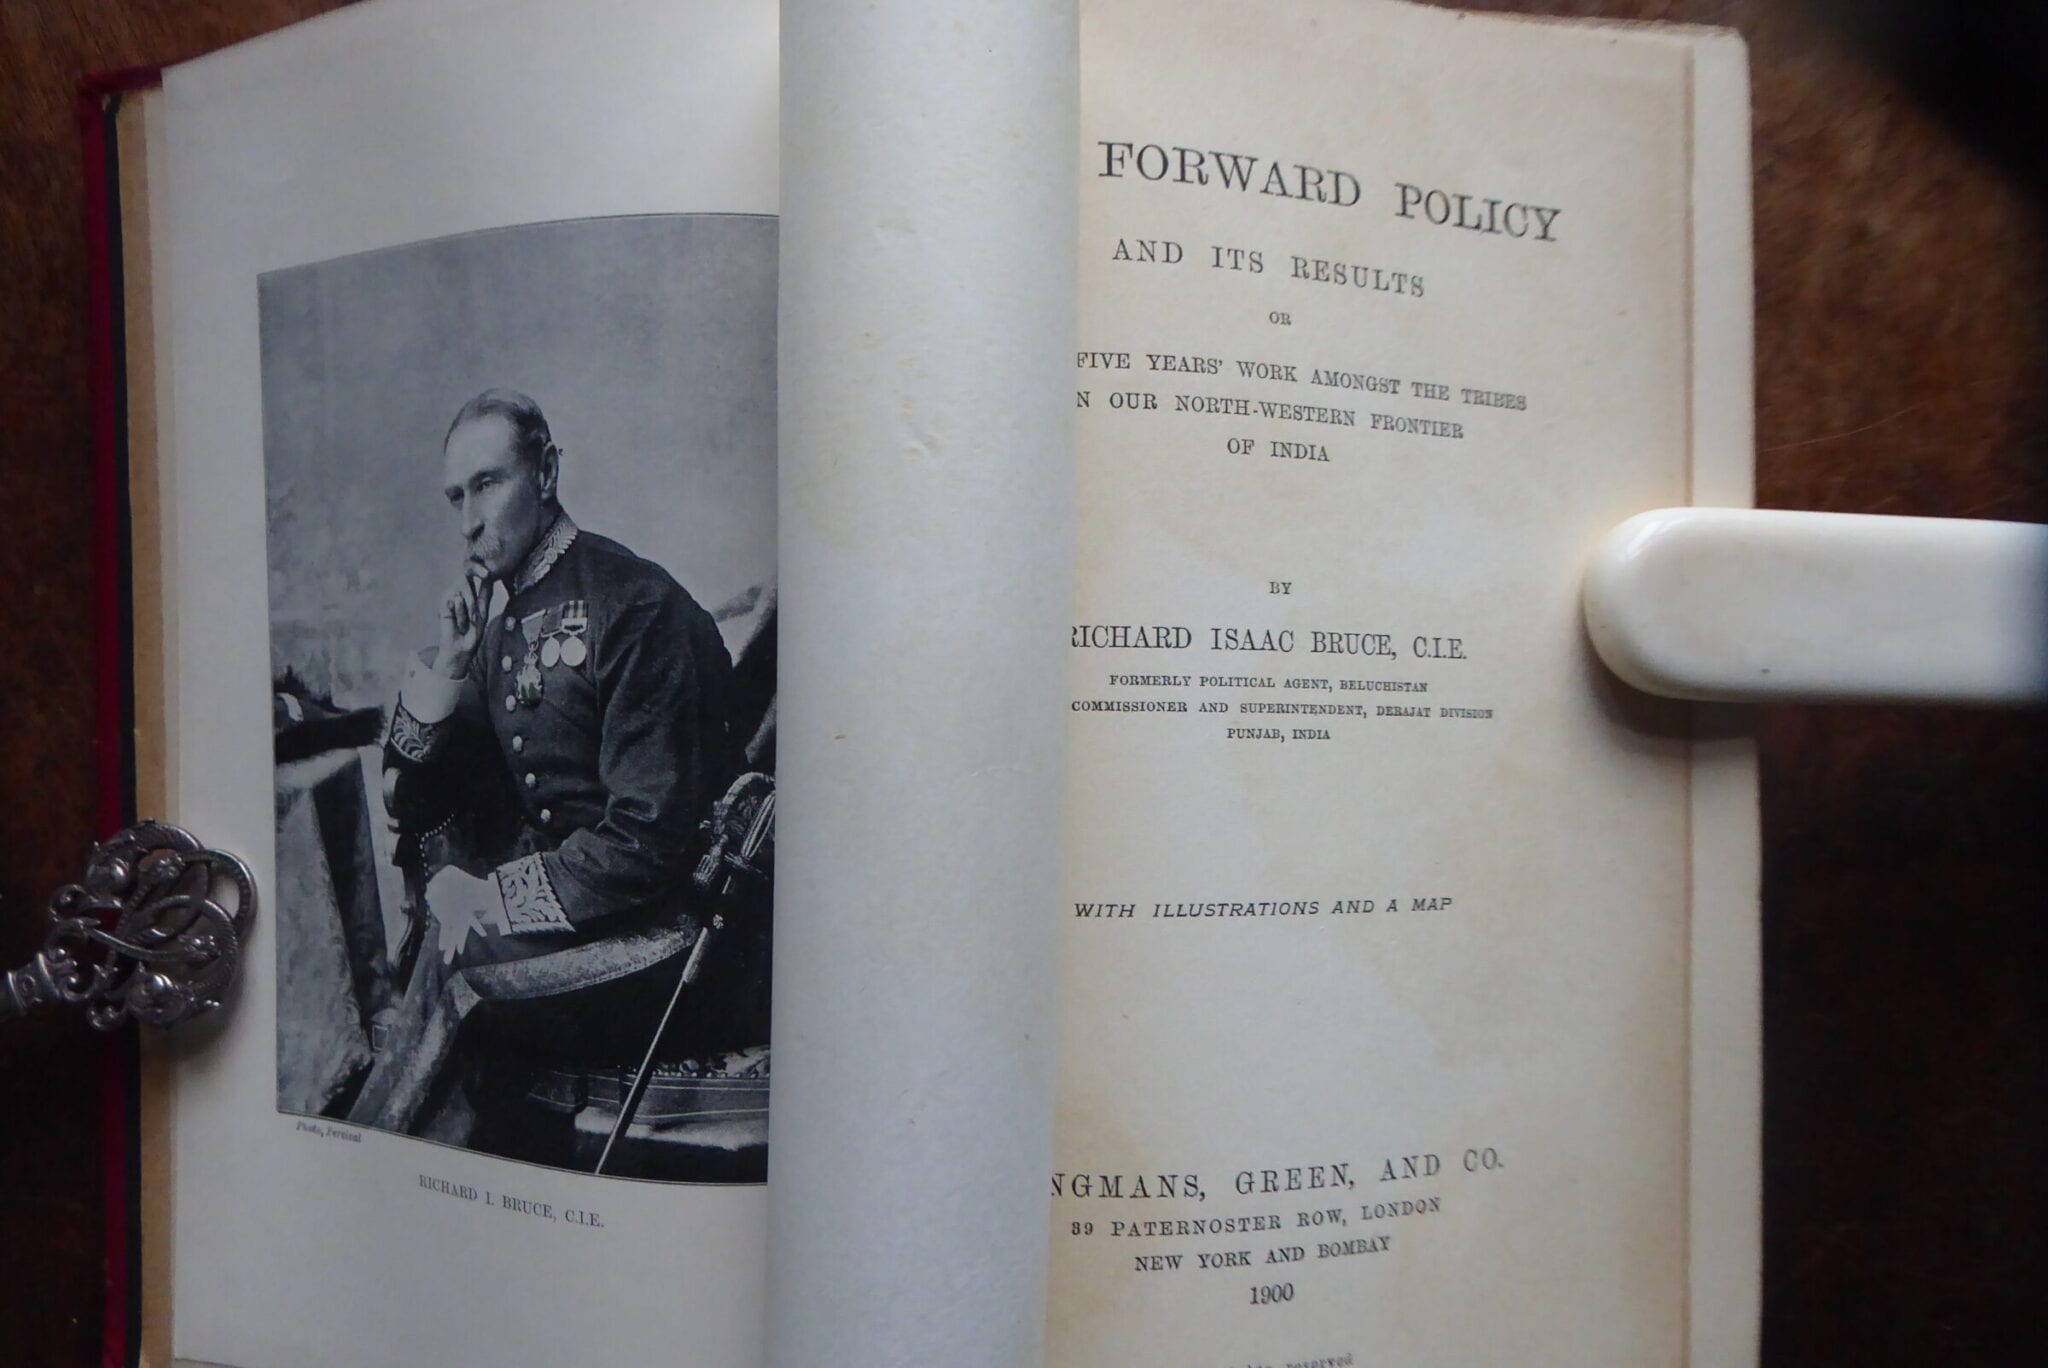 Photo, Percival
RICHARD I. BRUCE, C.I.E.
FORWARD POLICY
AND ITS RESULTS
OR
FIVE YEARS' WORK AMONGST THE TRIBES
N OUR NORTH-WESTERN FRONTIER
OF INDIA
BY
RICHARD ISAAC BRUCE, C.I.E.
FORMERLY POLITICAL AGENT, BELUCHISTAN
COMMISSIONER AND SUPERINTENDENT, DERAJAT DIVISION
PUNJAB, INDIA
WITH ILLUSTRATIONS AND A MAP
NGMANS, GREEN, AND CO.
39 PATERNOSTER ROW, LONDON
NEW YORK AND BOMBAY
1900
reserved